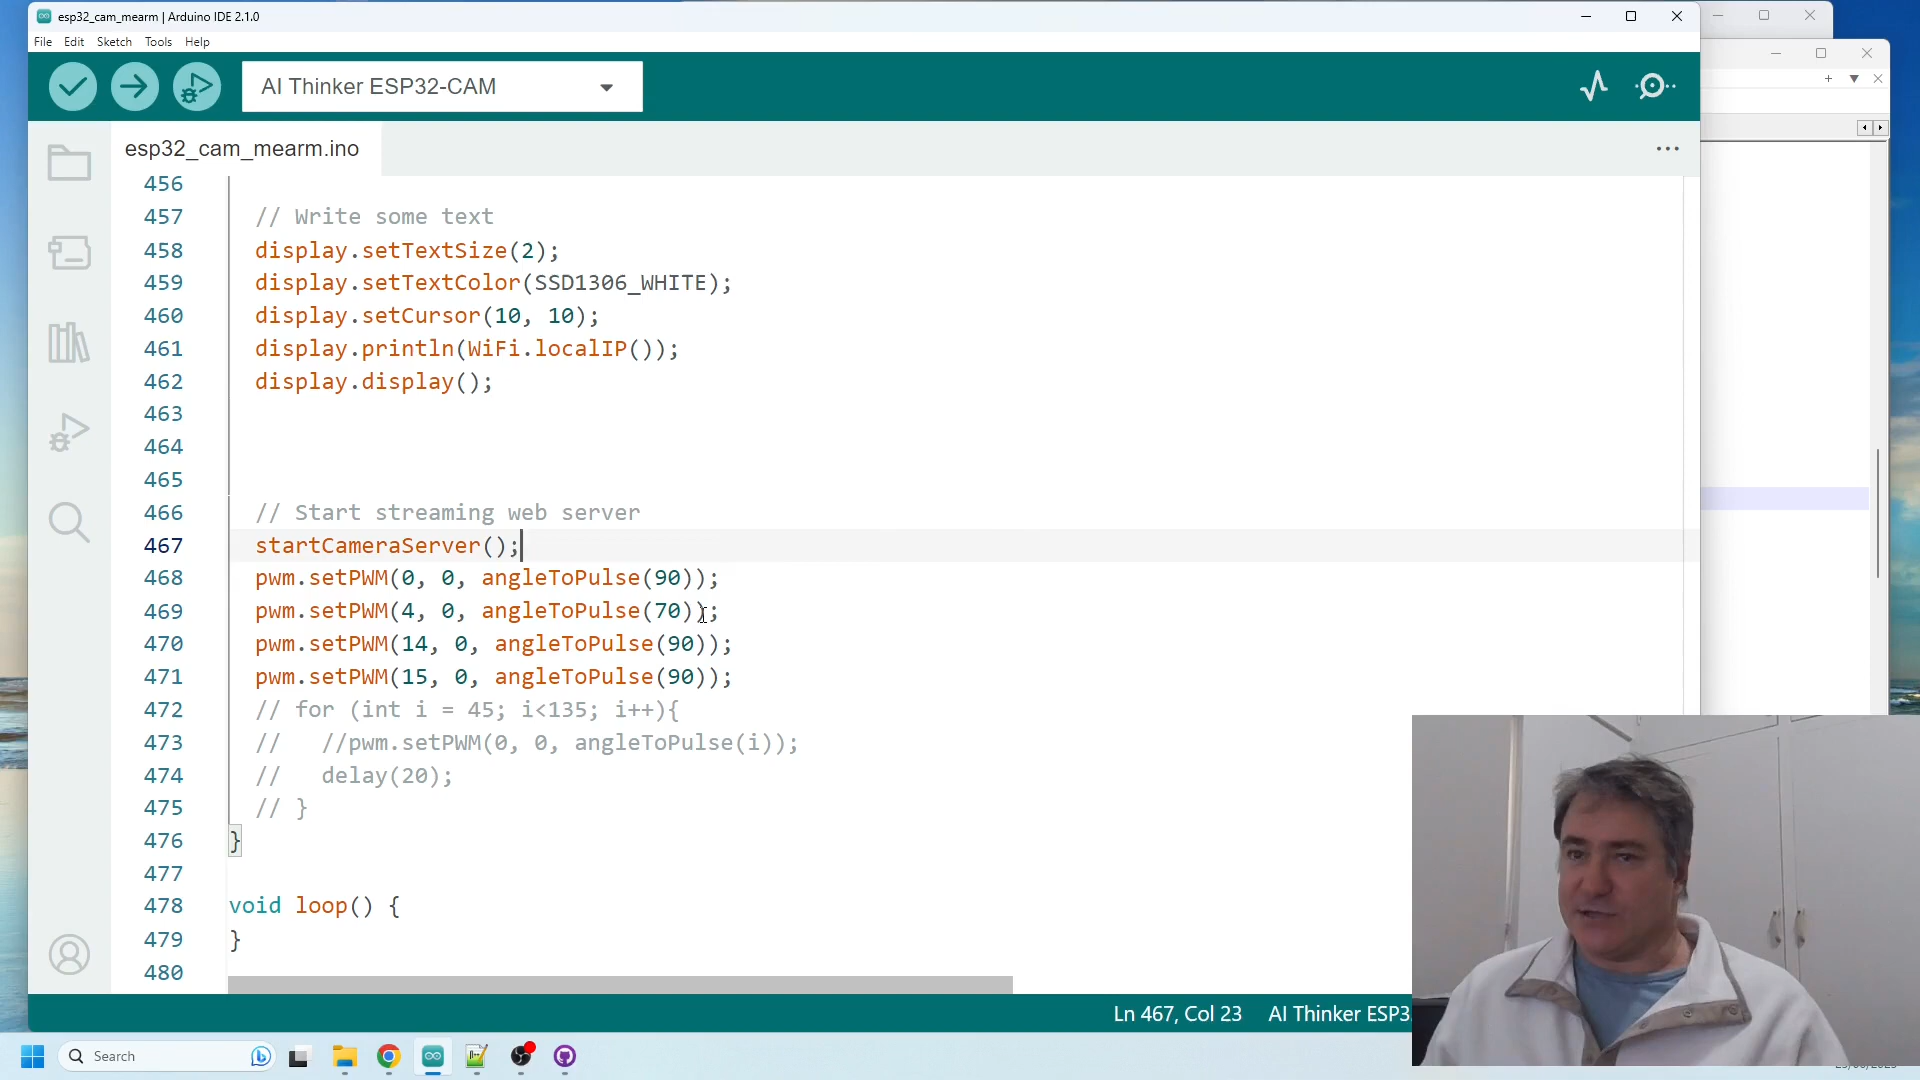 esp32_cam_mearm | Arduino IDE 2.1.0
File Edit Sketch Tools Help
AI Thinker ESP32-CAM
esp32_cam_mearm.ino
456
457 // Write some text
458 display.setTextSize(2);
459 display.setTextColor(SSD1306_WHITE);
460 display.setCursor(10, 10);
461 display.println(WiFi.localIP());
462 display.display();
463
464
465
466 // Start streaming web server
467 startCameraServer();
468 pwm.setPWM(0, 0, angleToPulse(90));
469 pwm.setPWM(4, 0, angleToPulse(70));
470 pwm.setPWM(14, 0, angleToPulse(90));
471 pwm.setPWM(15, 0, angleToPulse(90));
472 // for (int i = 45; i<135; i++){
473 //   //pwm.setPWM(0, 0, angleToPulse(i));
474 //   delay(20);
475 // }
476 }
477
478 void loop() {
479 }
480
Ln 467, Col 23 AI Thinker ESP3
Search